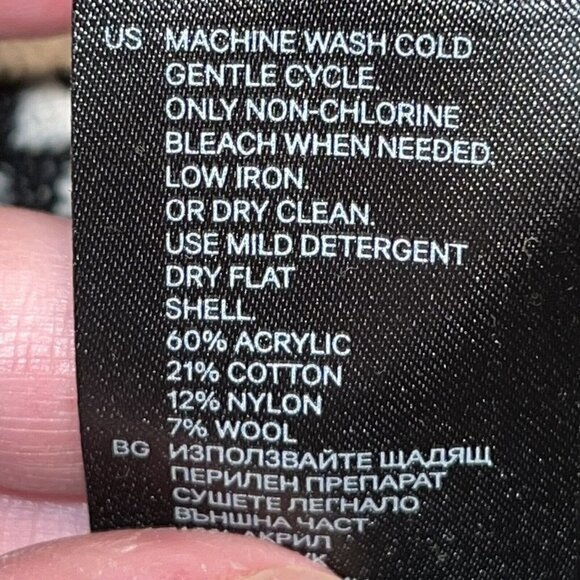 US MACHINE WASH COLD
GENTLE CYCLE.
ONLY NON-CHLORINE
BLEACH WHEN NEEDED.
LOW IRON.
OR DRY CLEAN.
USE MILD DETERGENT
DRY FLAT
SHELL.
60% ACRYLIC
21% COTTON
12% NYLON
7% WOOL
BG ИЗПОЛЗВАЙТЕ ЩАДЯЩ
ПЕРИЛЕН ПРЕПАРАТ
СУШЕТЕ ЛЕГНАЛО
ВЪНШНА ЧАСТ-
АКРИЛ